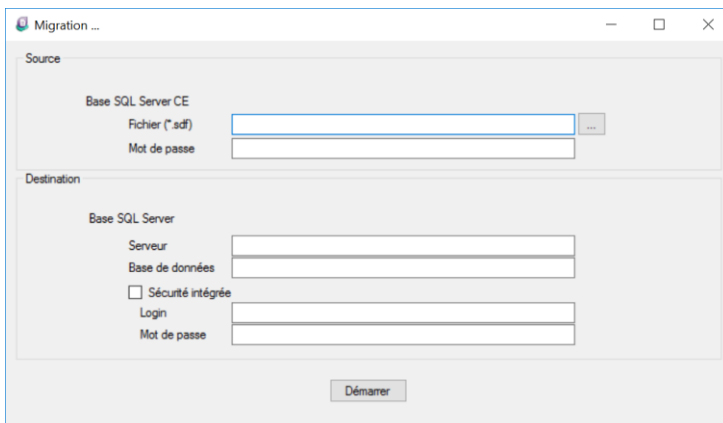 Migration ...
Source
Base SQL Server CE
Fichier (*.sdf)
...
Mot de passe
Destination
Base SQL Server
Serveur
Base de données
Sécurité intégrée
Login
Mot de passe
Démarrer